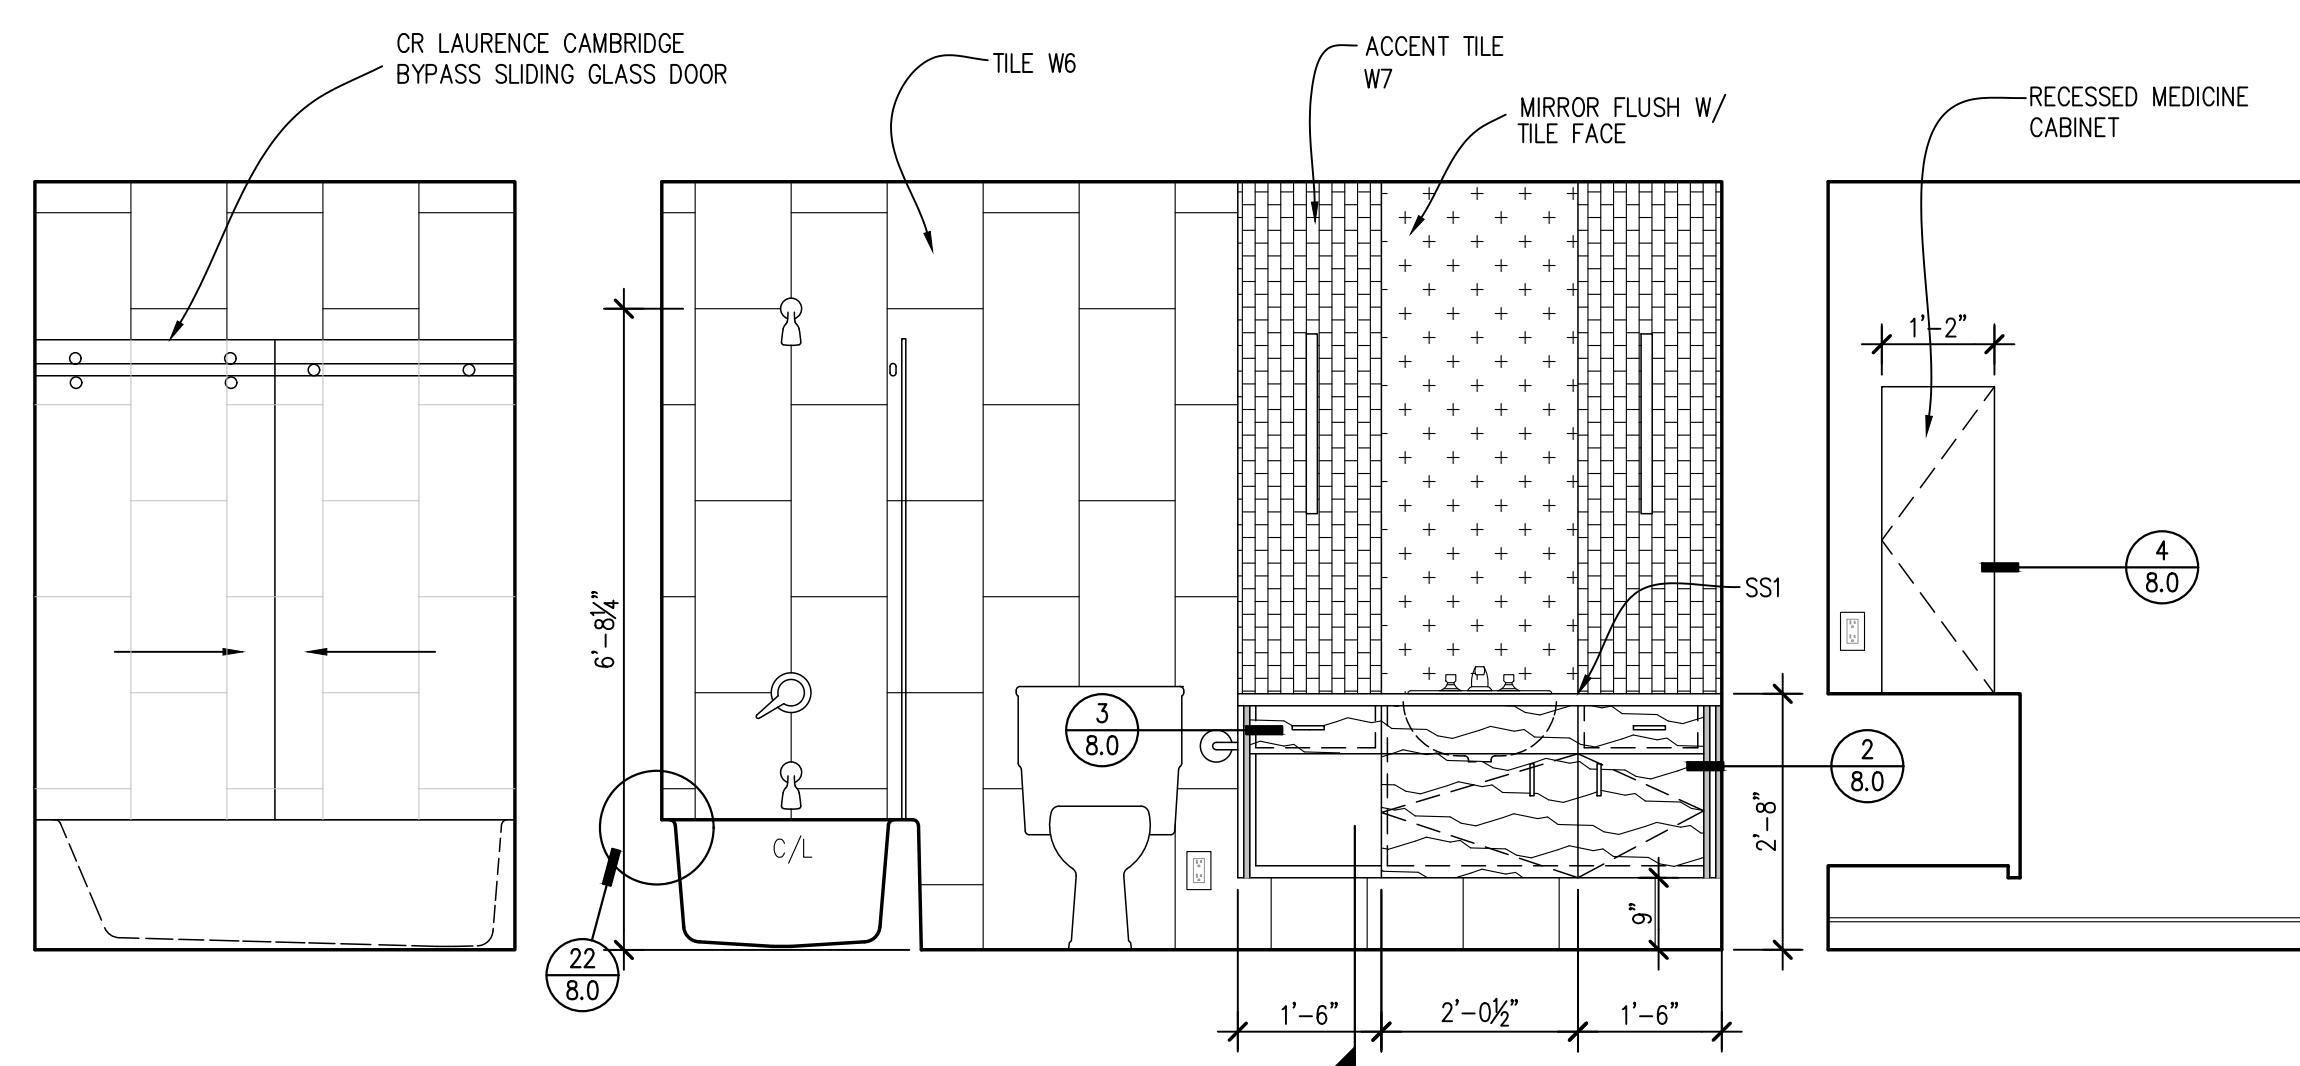 CR LAURENCE CAMBRIDGE
BYPASS SLIDING GLASS DOOR
TILE W6
ACCENT TILE
W7
MIRROR FLUSH W/
TILE FACE
RECESSED MEDICINE
CABINET
1'-2"
6'-8¼"
SS1
4
8.0
3
8.0
2
8.0
2'-8"
C/L
9"
22
8.0
1'-6"
2'-0½"
1'-6"